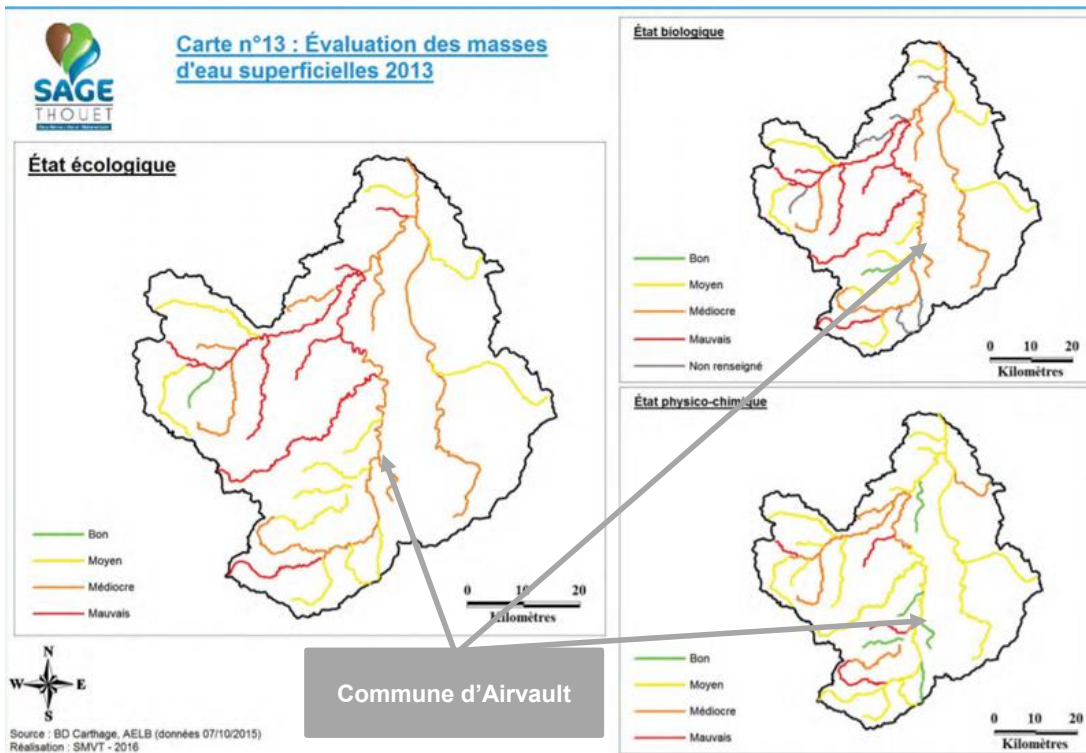 SAGE
THOUET
Carte n°13 : Évaluation des masses
d'eau superficielles 2013
État écologique
Bon
Moyen
Médiocre
Mauvais
0 10 20
Kilomètres
N
W E
S
Source : BD Carthage, AELB (données 07/10/2015)
Réalisation : SMVT - 2016
Commune d'Airvault
État biologique
Bon
Moyen
Médiocre
Mauvais
Non renseigné
0 10 20
Kilomètres
État physico-chimique
Bon
Moyen
Médiocre
Mauvais
0 10 20
Kilomètres